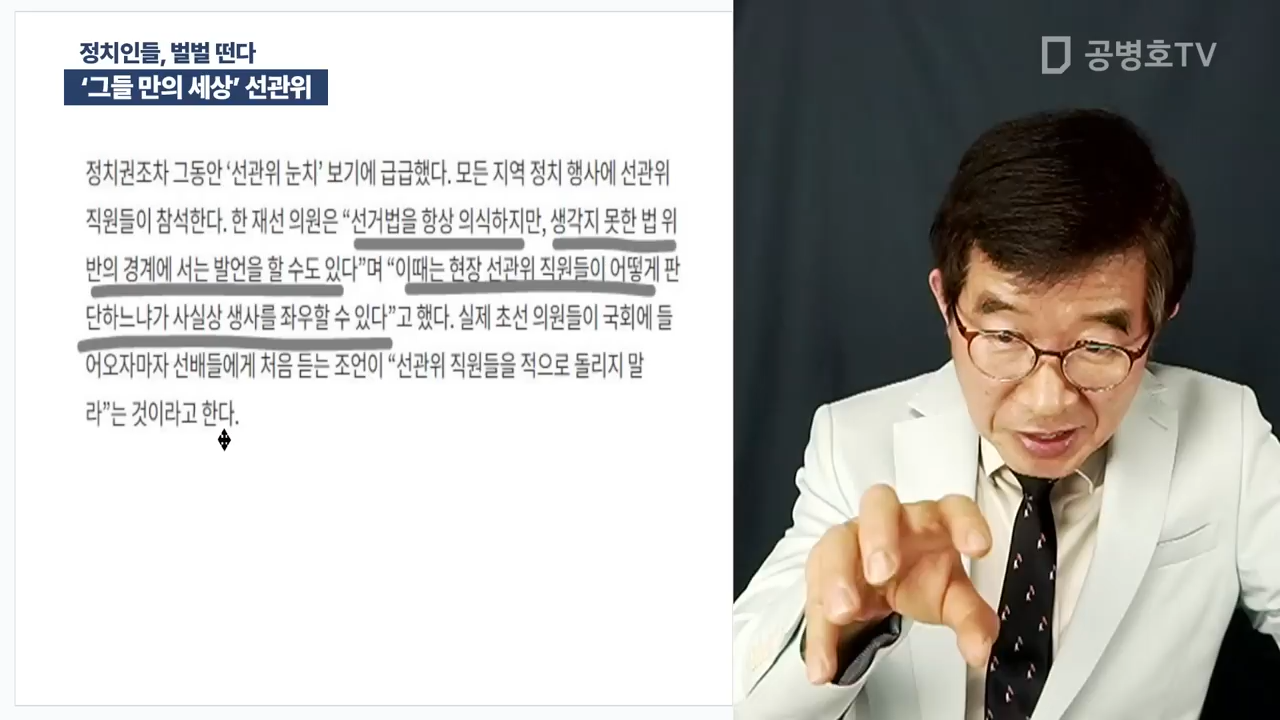 정치인들, 벌벌 떤다
‘그들 만의 세상’ 선관위
공병호TV
정치권조차 그동안 ‘선관위 눈치’ 보기에 급급했다. 모든 지역 정치 행사에 선관위
직원들이 참석한다. 한 재선 의원은 “선거법을 항상 의식하지만, 생각지 못한 법 위
반의 경계에 서는 발언을 할 수도 있다”며 “이때는 현장 선관위 직원들이 어떻게 판
단하느냐가 사실상 생사를 좌우할 수 있다”고 했다. 실제 초선 의원들이 국회에 들
어오자마자 선배들에게 처음 듣는 조언이 “선관위 직원들을 적으로 돌리지 말
라”는 것이라고 한다.